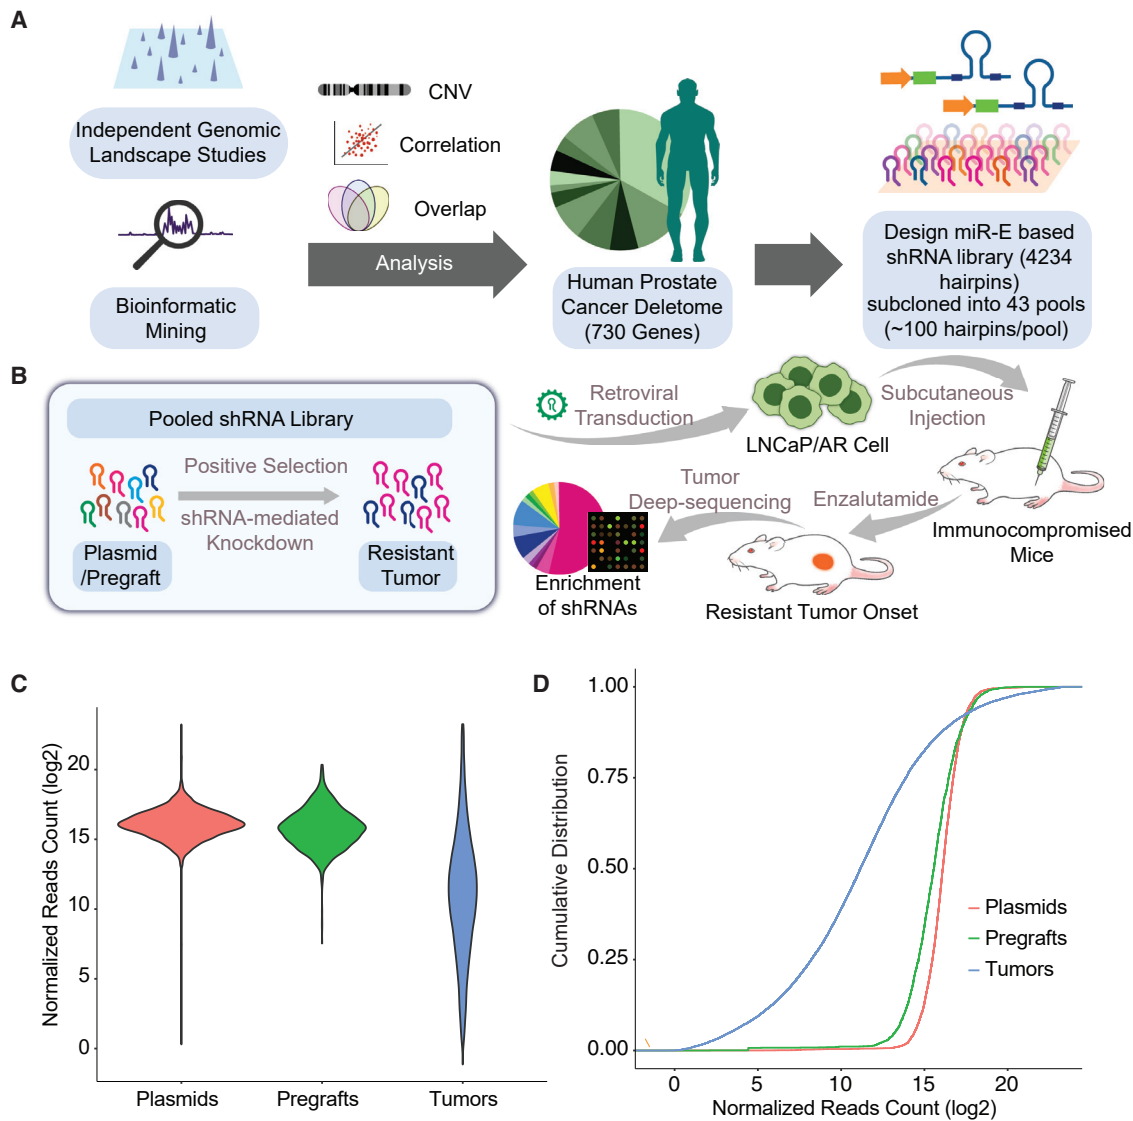 A
Independent Genomic
Landscape Studies
Bioinformatic
Mining
CNV
Correlation
Overlap
Analysis
Human Prostate
Cancer Deletome
(730 Genes)
Design miR-E based
shRNA library (4234
hairpins)
subcloned into 43 pools
(~100 hairpins/pool)
B
Pooled shRNA Library
Positive Selection
shRNA-mediated
Knockdown
Plasmid
/Pregraft
Resistant
Tumor
Retroviral
Transduction
LNCaP/AR Cell
Subcutaneous
Injection
Immunocompromised
Mice
Enzalutamide
Resistant Tumor Onset
Tumor
Deep-sequencing
Enrichment
of shRNAs
C
Normalized Reads Count (log2)
20
15
10
5
0
Plasmids
Pregrafts
Tumors
D
Cumulative Distribution
1.00
0.75
0.50
0.25
0.00
Plasmids
Pregrafts
Tumors
0 5 10 15 20
Normalized Reads Count (log2)